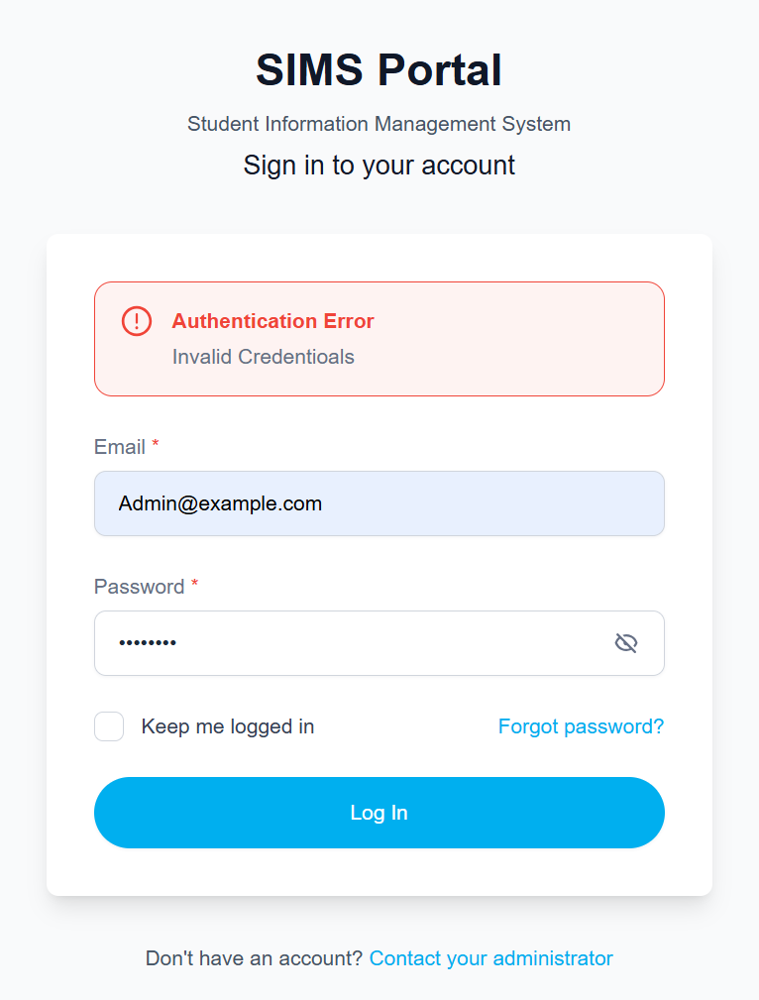 SIMS Portal
Student Information Management System
Sign in to your account
Authentication Error
Invalid Credentioals
Email *
Admin@example.com
Password *
••••••••
Keep me logged in Forgot password?
Log In
Don't have an account? Contact your administrator